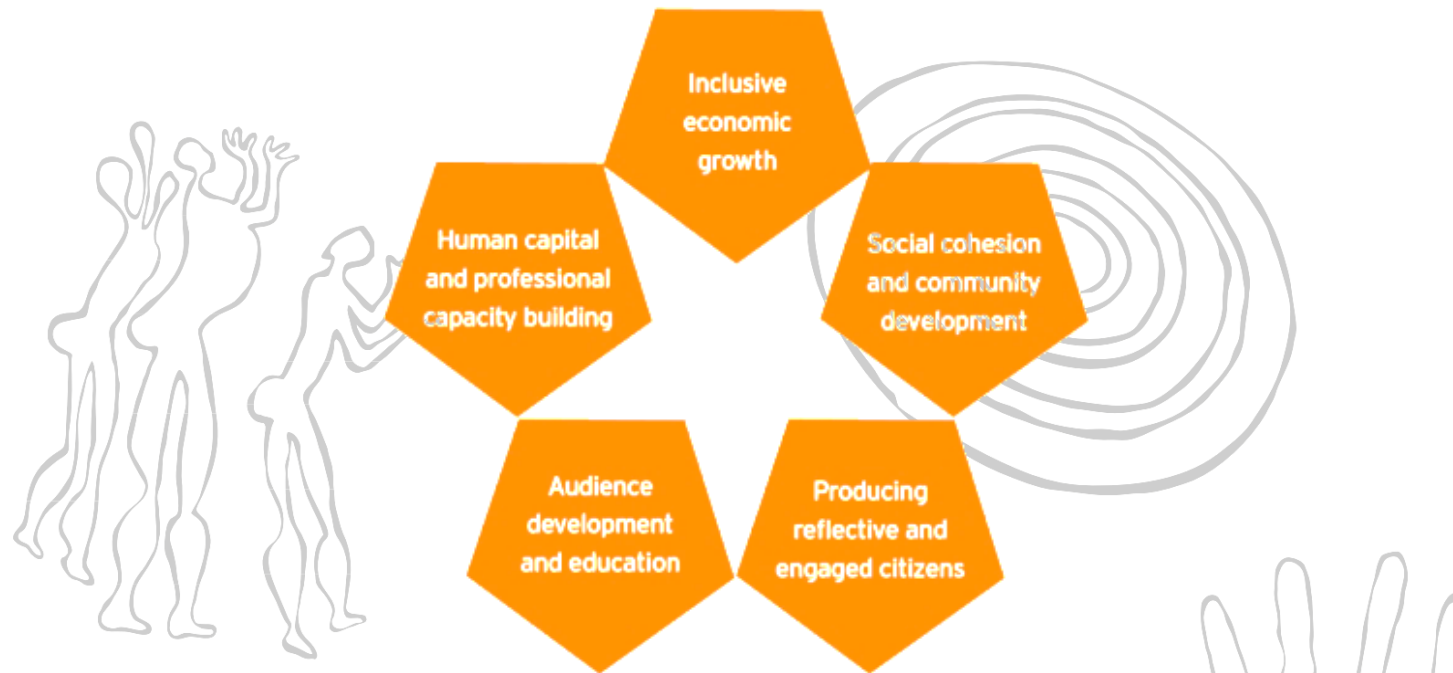 Inclusive
economic
growth
Human capital
and professional
capacity building
Social cohesion
and community
development
Audience
development
and education
Producing
reflective and
engaged citizens